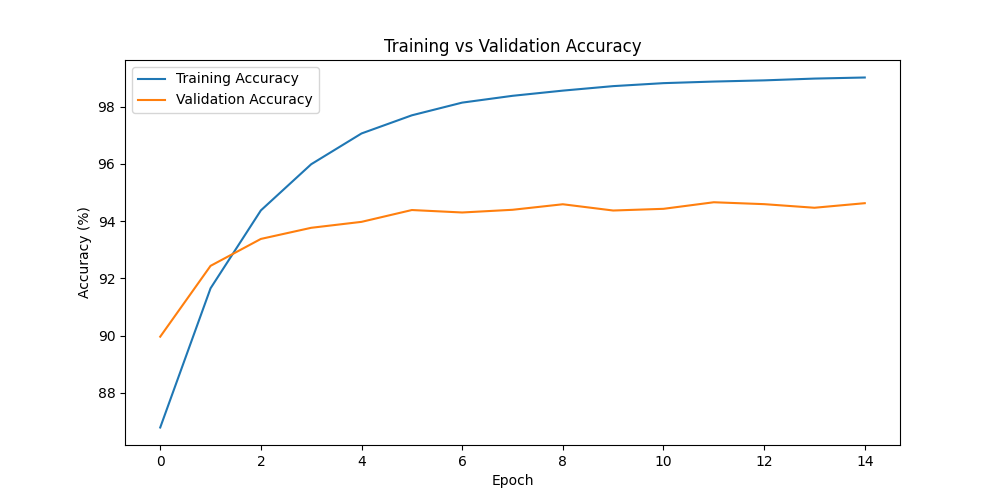 Training vs Validation Accuracy
Training Accuracy
Validation Accuracy
Accuracy (%)
98
96
94
92
90
88
0 2 4 6 8 10 12 14
Epoch